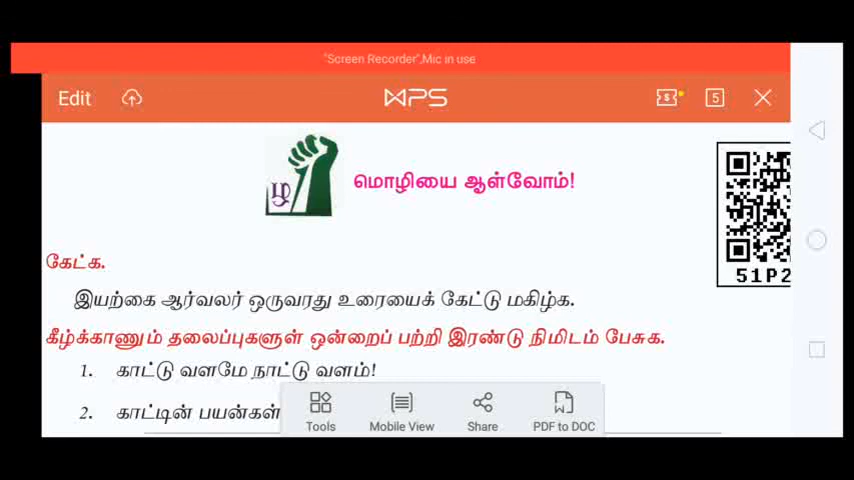 "Screen Recorder",Mic in use
Edit
WPS
$
5
ழ
மொழியை ஆள்வோம்!
51P2
கேட்க.
இயற்கை ஆர்வலர் ஒருவரது உரையைக் கேட்டு மகிழ்க.
கீழ்க்காணும் தலைப்புகளுள் ஒன்றைப் பற்றி இரண்டு நிமிடம் பேசுக.
1. காட்டு வளமே நாட்டு வளம்!
2. காட்டின் பயன்கள்
Tools Mobile View Share PDF to DOC